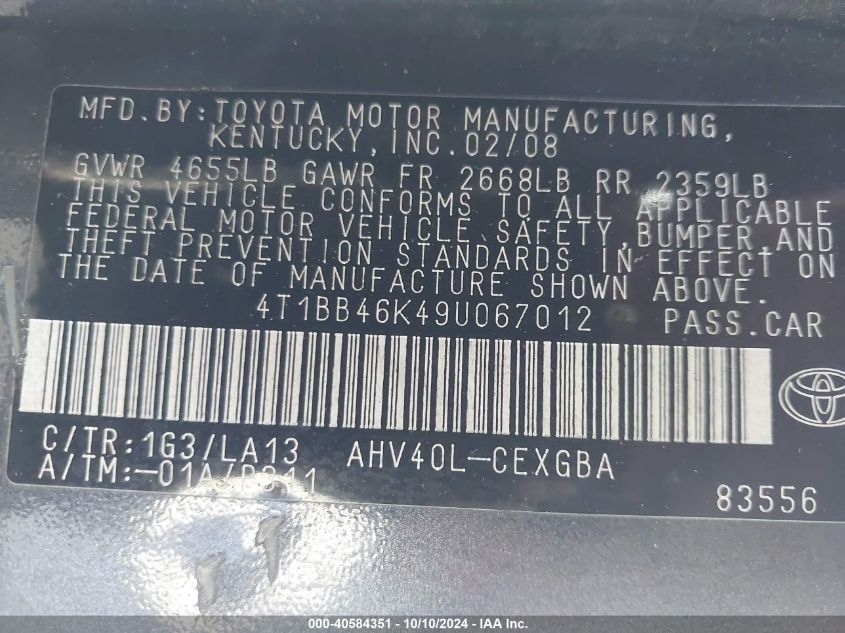 MFD. BY: TOYOTA MOTOR MANUFACTURING,
KENTUCKY, INC. 02/08
GVWR 4655LB GAWR FR 2668LB RR 2359LB
THIS VEHICLE CONFORMS TO ALL APPLICABLE
FEDERAL MOTOR VEHICLE SAFETY, BUMPER, AND
THEFT PREVENTION STANDARDS IN EFFECT ON
THE DATE OF MANUFACTURE SHOWN ABOVE.
4T1BB46K49U067012 PASS. CAR
C/TR: 1G3/LA13 AHV40L-CEXGBA
A/TM:
83556
000-40584351 - 10/10/2024 - IAA Inc.